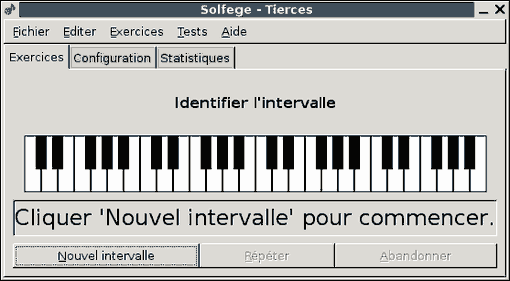 Solfege - Tierces
Fichier Editer Exercices Tests Aide
Exercices Configuration Statistiques
Identifier l'intervalle
Cliquer 'Nouvel intervalle' pour commencer.
Nouvel intervalle Répéter Abandonner